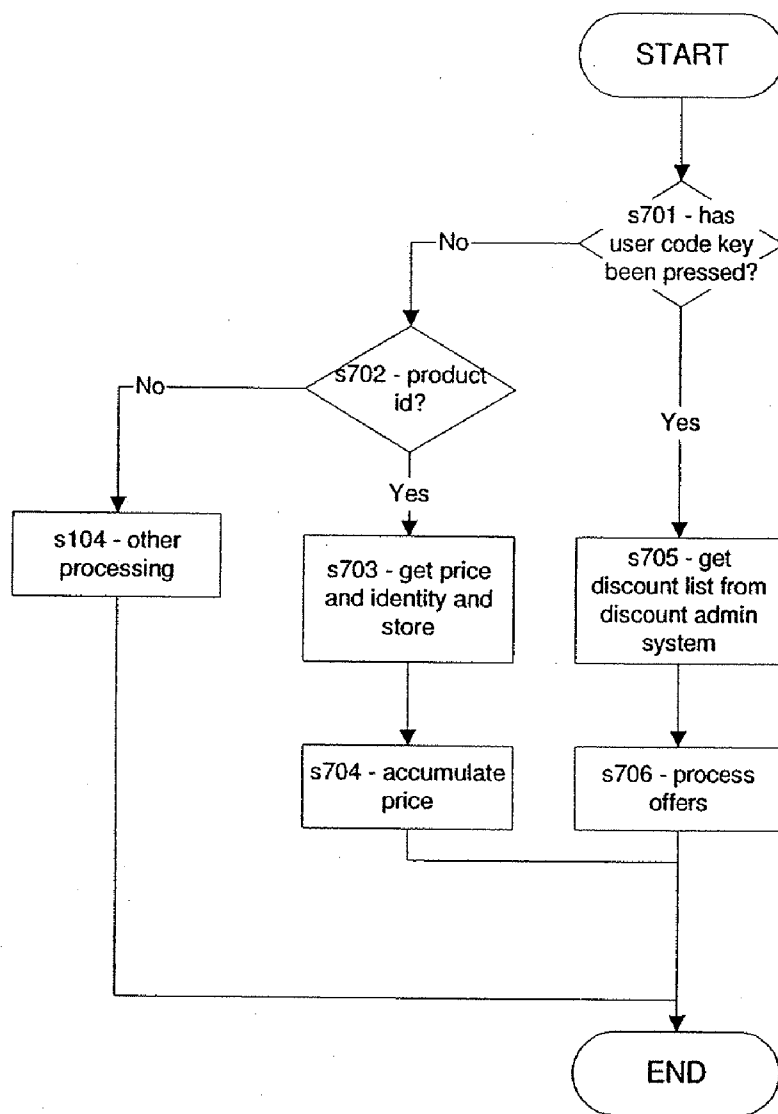 START
s701 - has
user code key
been pressed?
No
s702 - product
id?
No
Yes
Yes
s104 - other
processing
s703 - get price
and identity and
store
s705 - get
discount list from
discount admin
system
s704 - accumulate
price
s706 - process
offers
END